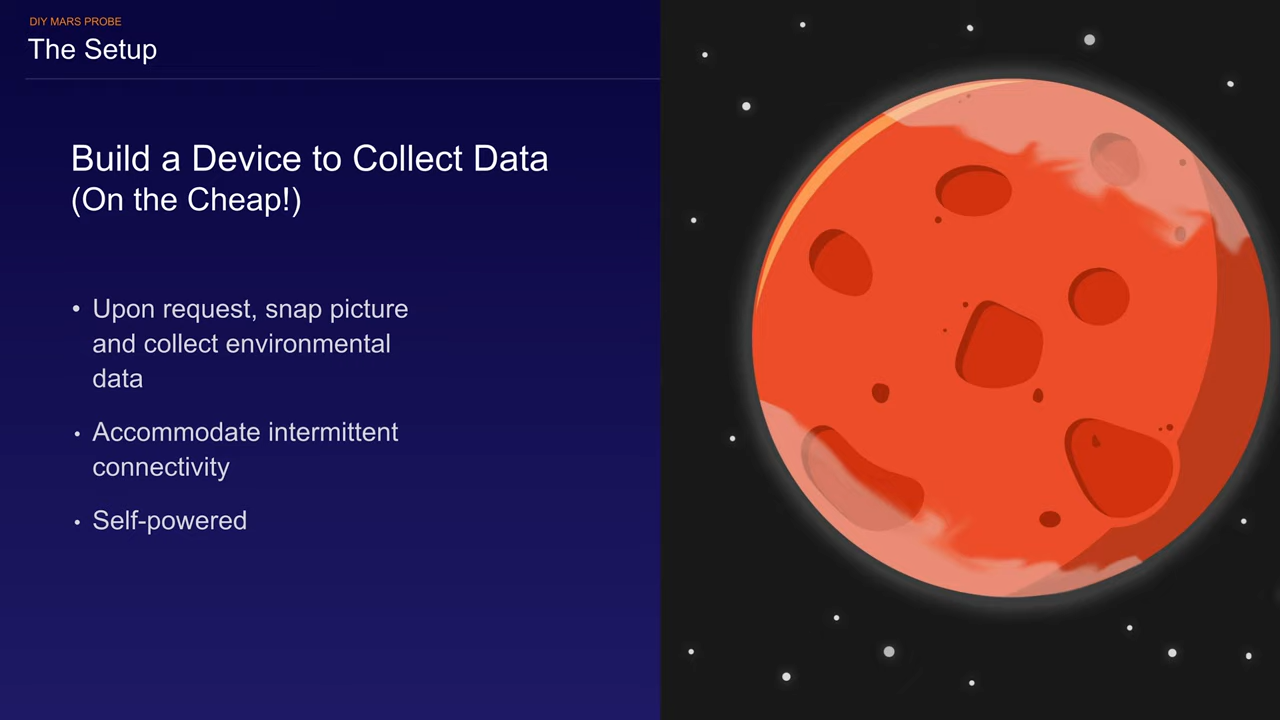 DIY MARS PROBE
The Setup
Build a Device to Collect Data
(On the Cheap!)
• Upon request, snap picture
and collect environmental
data
• Accommodate intermittent
connectivity
• Self-powered